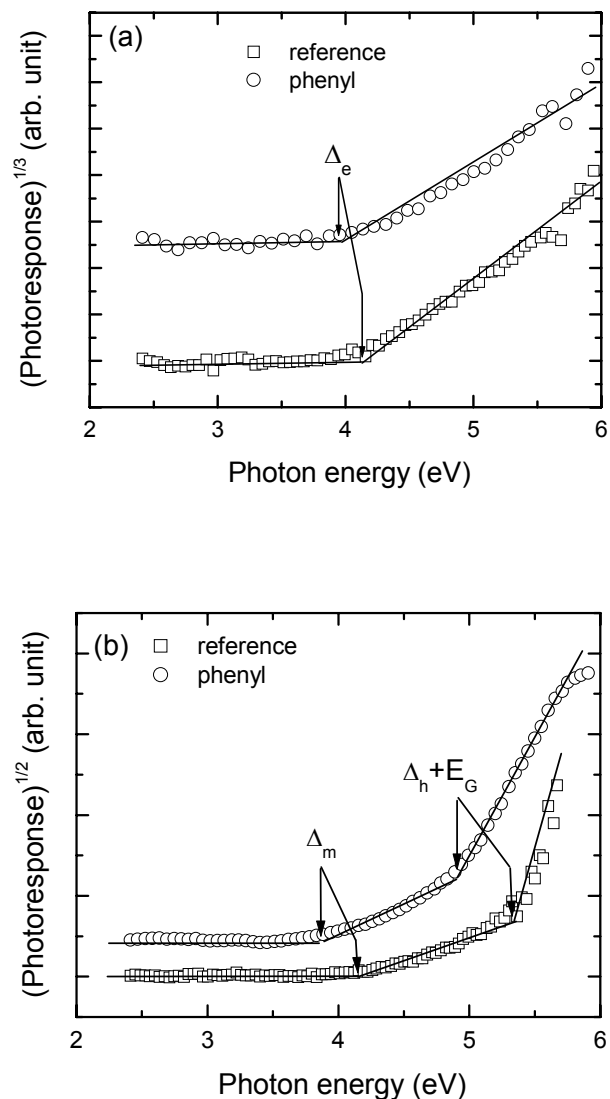 (a)
reference
phenyl
Δe
(Photoresponse)^1/3 (arb. unit)
2 3 4 5 6
Photon energy (eV)
(b)
reference
phenyl
Δh+EG
Δm
(Photoresponse)^1/2 (arb. unit)
2 3 4 5 6
Photon energy (eV)